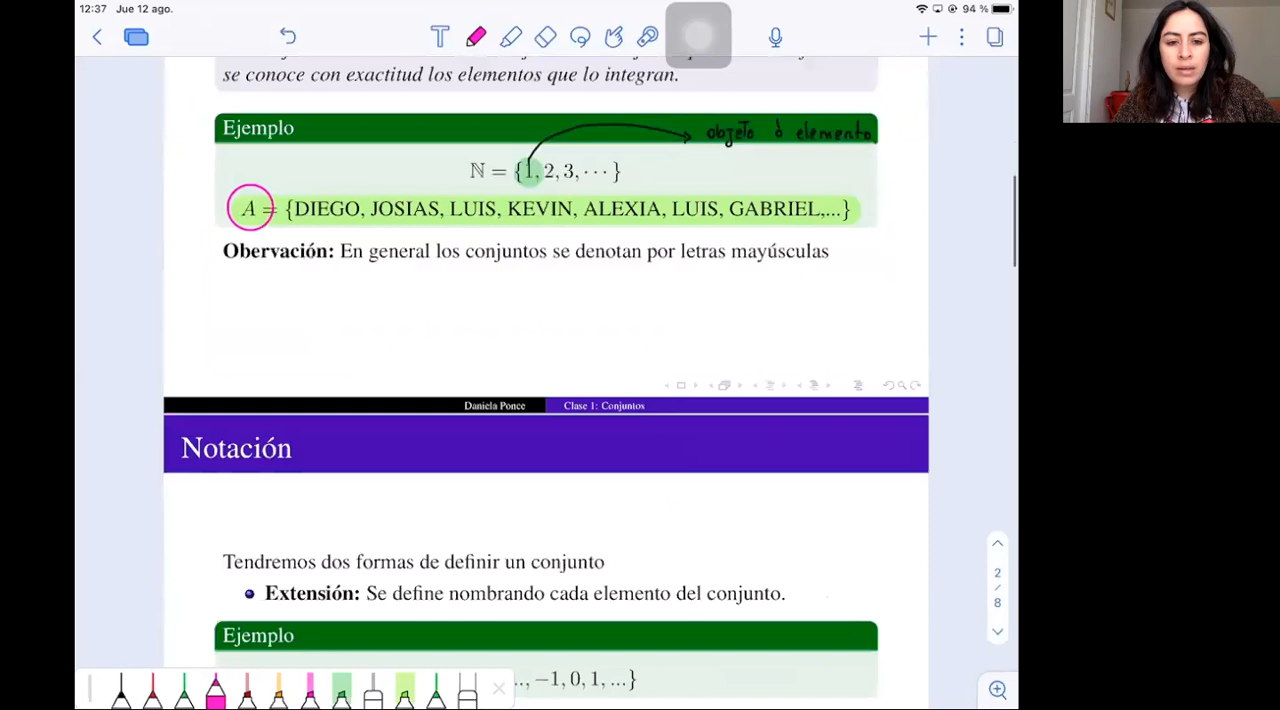 12:37 Jue 12 ago.
94 %
T
se conoce con exactitud los elementos que lo integran.
Ejemplo
objeto ó elemento
ℕ = {1, 2, 3, ⋯}
A = {DIEGO, JOSIAS, LUIS, KEVIN, ALEXIA, LUIS, GABRIEL,...}
Obervación: En general los conjuntos se denotan por letras mayúsculas
Daniela Ponce
Clase 1: Conjuntos
Notación
Tendremos dos formas de definir un conjunto
Extensión: Se define nombrando cada elemento del conjunto.
2
/
8
Ejemplo
.., −1, 0, 1, ...}